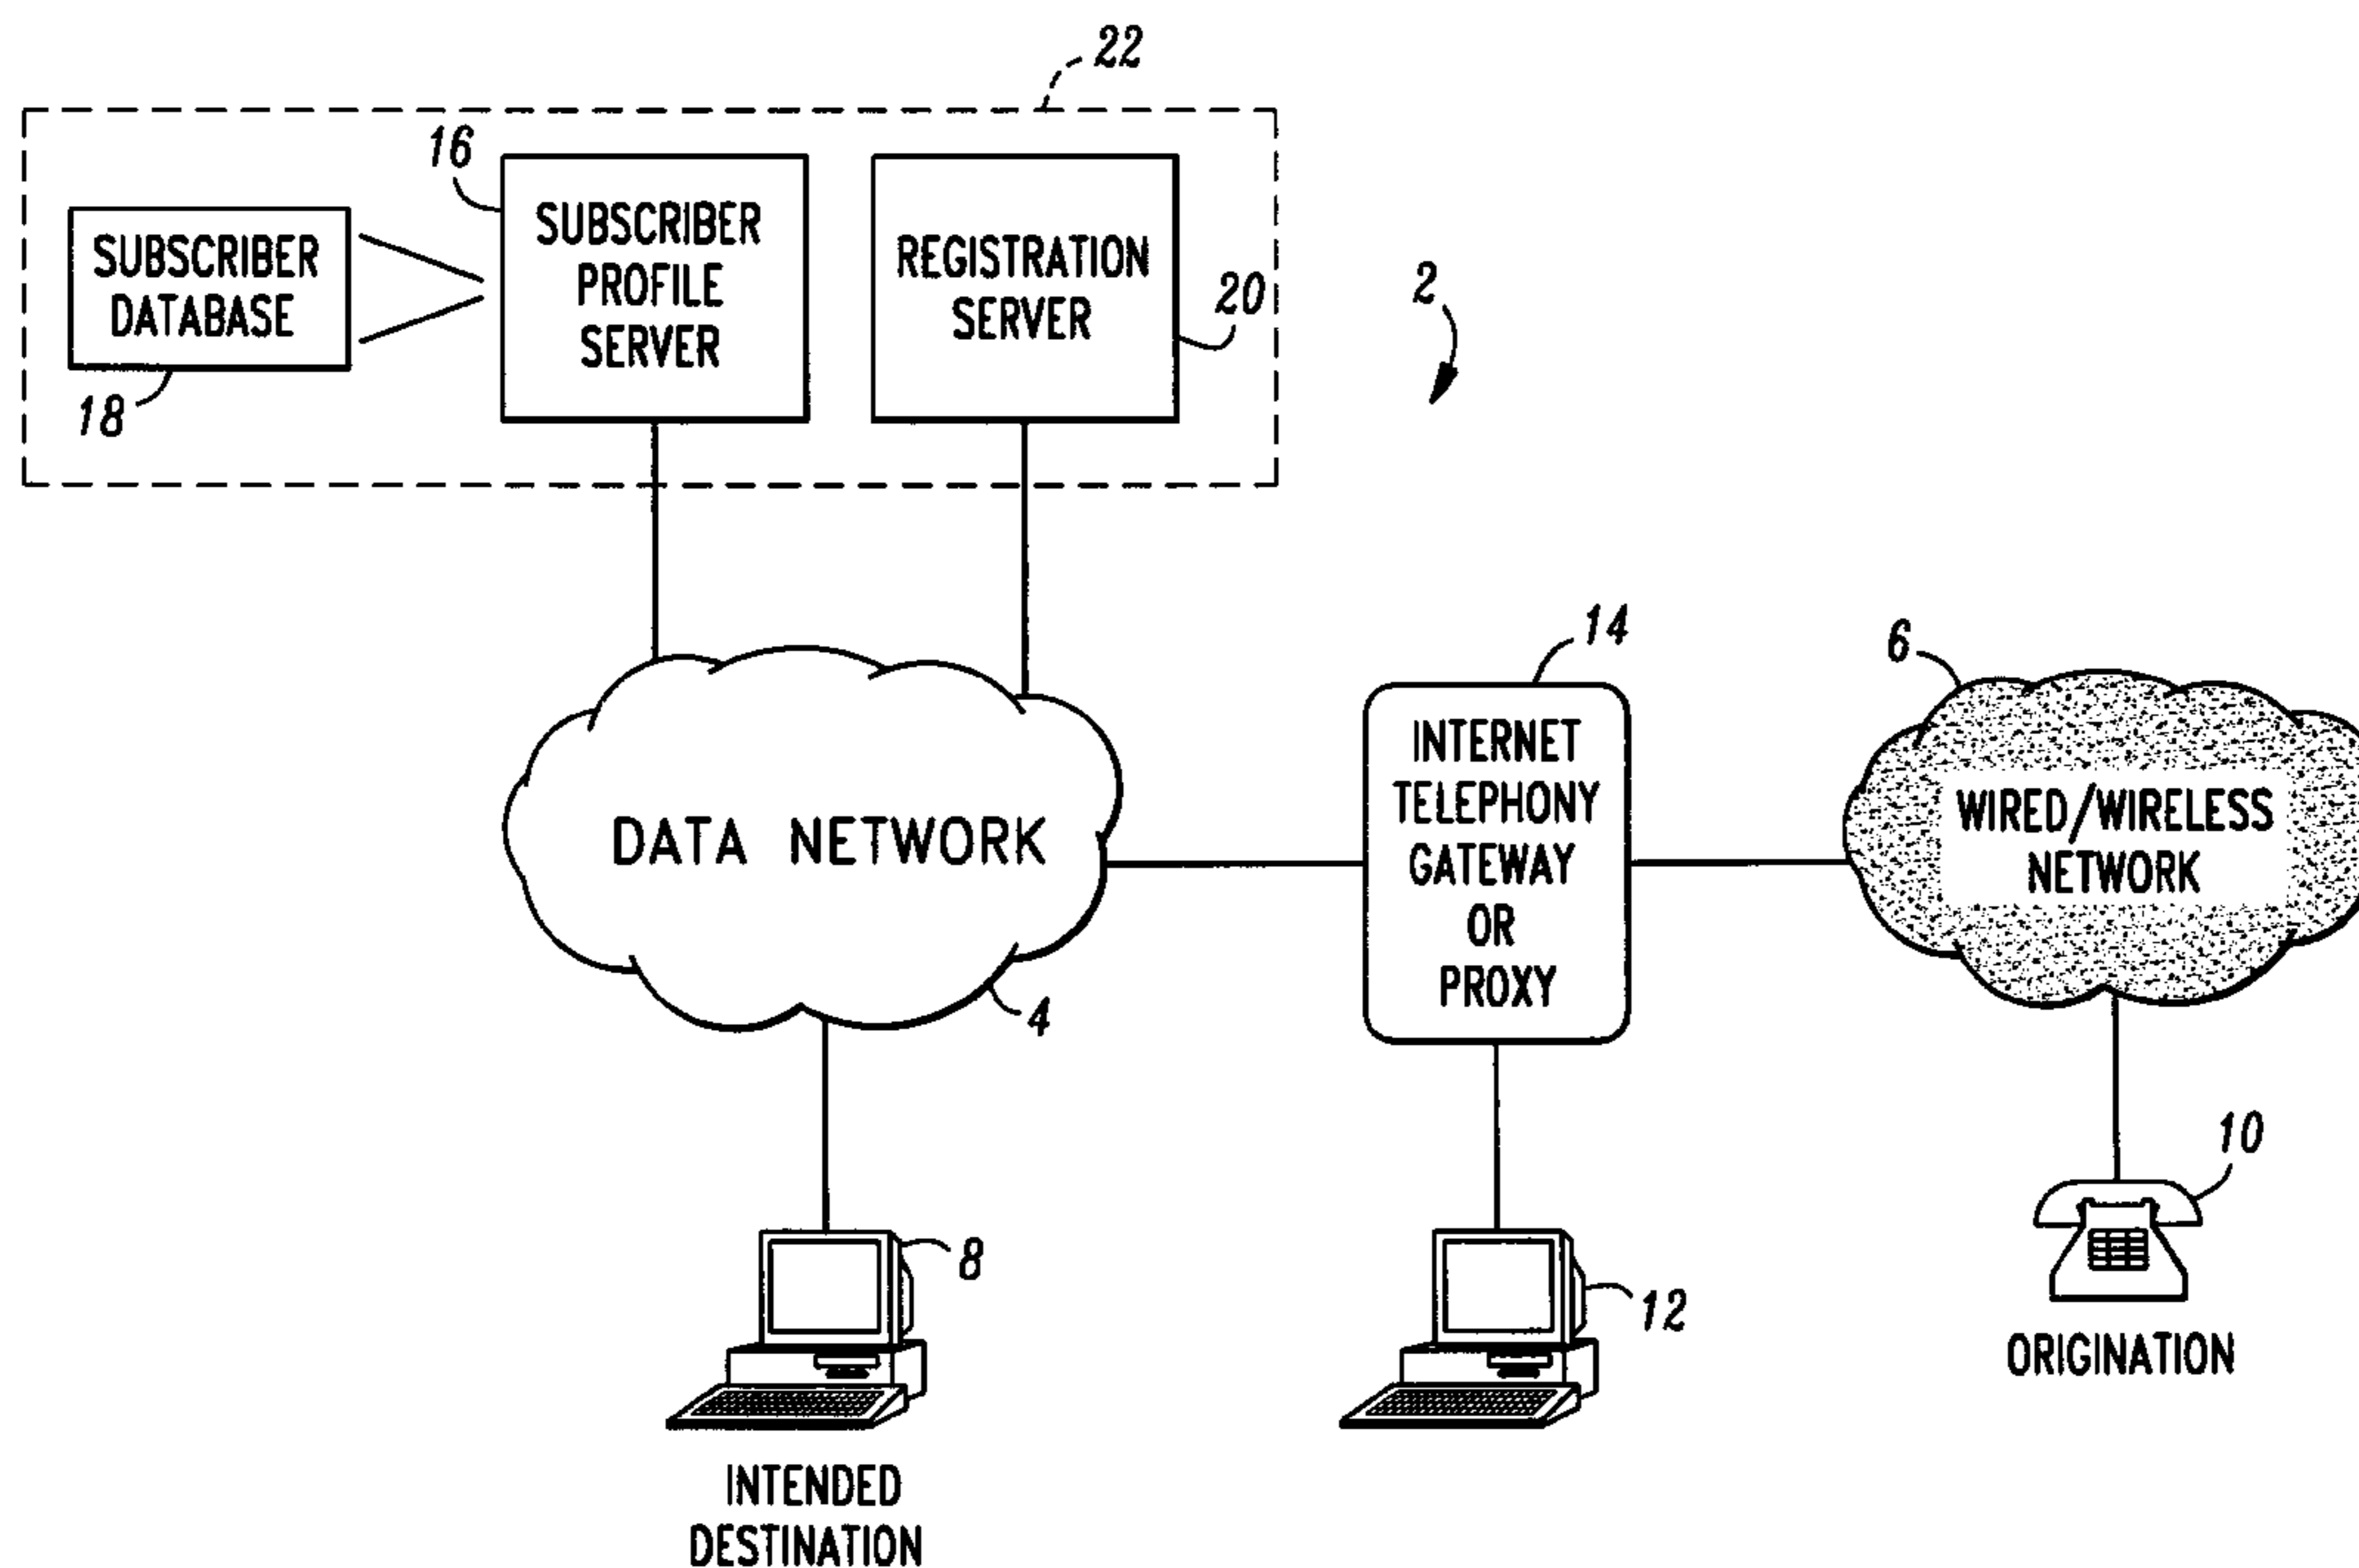 22
16
SUBSCRIBER
PROFILE
SERVER
REGISTRATION
SERVER
20
SUBSCRIBER
DATABASE
18
2
14
6
INTERNET
TELEPHONY
GATEWAY
OR
PROXY
WIRED/WIRELESS
NETWORK
DATA NETWORK
4
10
8
12
ORIGINATION
INTENDED
DESTINATION